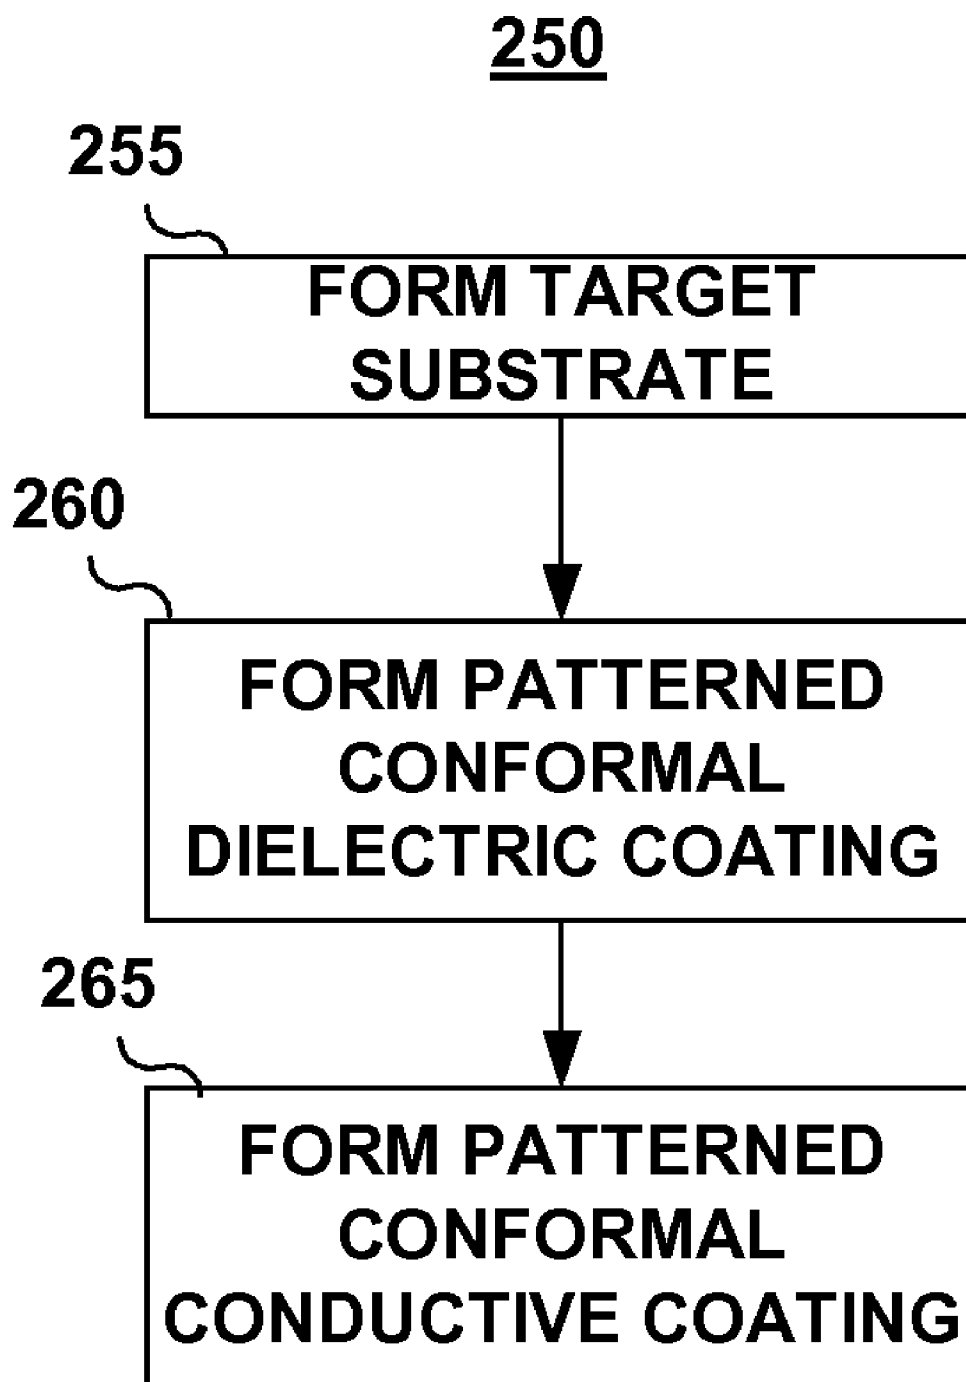 250
255
FORM TARGET
SUBSTRATE
260
FORM PATTERNED
CONFORMAL
DIELECTRIC COATING
265
FORM PATTERNED
CONFORMAL
CONDUCTIVE COATING